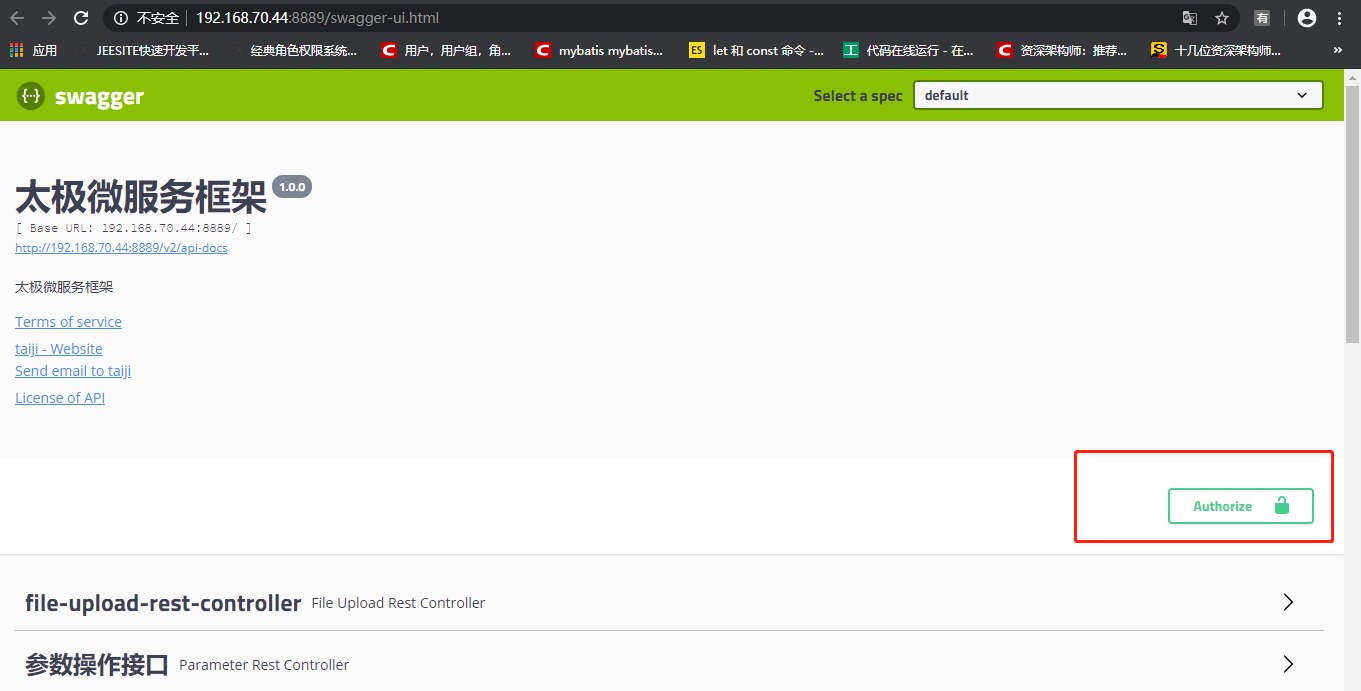 不安全 192.168.70.44:8889/swagger-ui.html 有
应用 JEESITE快速开发平... 经典角色权限系统... C 用户，用户组，角... C mybatis mybatis... ES let 和 const 命令 -... 工 代码在线运行 - 在... C 资深架构师：推荐... S 十几位资深架构师... »
{··} swagger Select a spec default
太极微服务框架 1.0.0
[ Base URL: 192.168.70.44:8889/ ]
http://192.168.70.44:8889/v2/api-docs
太极微服务框架
Terms of service
taiji - Website
Send email to taiji
License of API
Authorize
file-upload-rest-controller File Upload Rest Controller
参数操作接口 Parameter Rest Controller